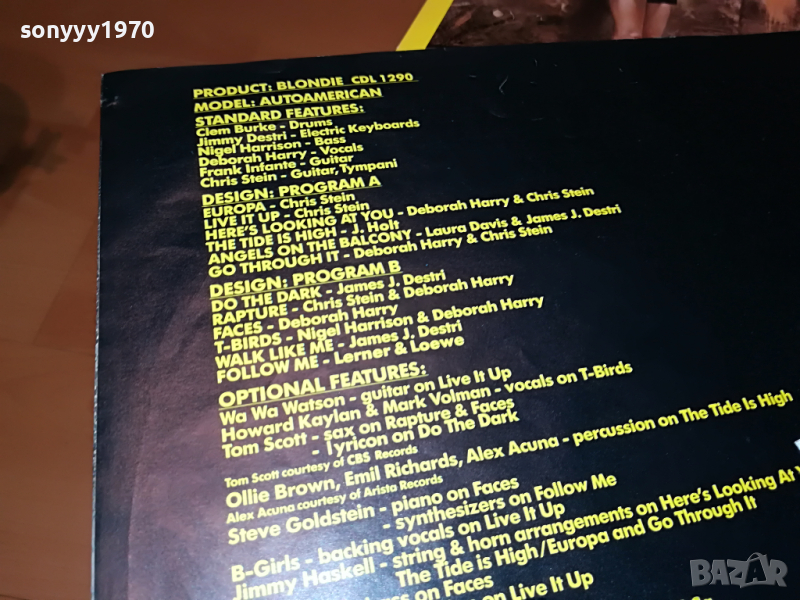 sonyyy1970
PRODUCT: BLONDIE CDL 1290
MODEL: AUTOAMERICAN
STANDARD FEATURES:
Clem Burke - Drums
Jimmy Destri - Electric Keyboards
Nigel Harrison - Bass
Deborah Harry - Vocals
Frank Infante - Guitar
Chris Stein - Guitar, Tympani
DESIGN: PROGRAM A
EUROPA - Chris Stein
LIVE IT UP - Chris Stein
HERE'S LOOKING AT YOU - Deborah Harry & Chris Stein
THE TIDE IS HIGH - J. Holt
ANGELS ON THE BALCONY - Laura Davis & James J. Destri
GO THROUGH IT - Deborah Harry & Chris Stein
DESIGN: PROGRAM B
DO THE DARK - James J. Destri
RAPTURE - Chris Stein & Deborah Harry
FACES - Deborah Harry
T-BIRDS - Nigel Harrison & Deborah Harry
WALK LIKE ME - James J. Destri
FOLLOW ME - Lerner & Loewe
OPTIONAL FEATURES:
Wa Wa Watson - guitar on Live It Up
Howard Kaylan & Mark Volman - vocals on T-Birds
Tom Scott - sax on Rapture & Faces
- lyricon on Do The Dark
Tom Scott courtesy of CBS Records
Ollie Brown, Emil Richards, Alex Acuna - percussion on The Tide Is High
Alex Acuna courtesy of Arista Records
Steve Goldstein - piano on Faces
- synthesizers on Follow Me
B-Girls - backing vocals on Live It Up
Jimmy Haskell - string & horn arrangements on Here's Looking At
The Tide is High/Europa and Go Through It
on Faces
on Live It Up
BAZAR
bg